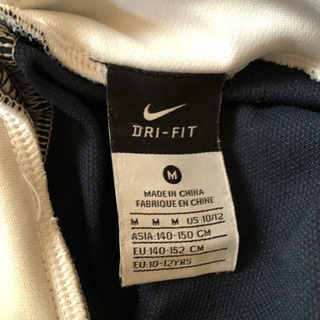 DRI-FIT
M
MADE IN CHINA
FABRIQUE EN CHINE
M M M US 10/12
ASIA:140-150 CM
EU:140-152 CM
EU:10-12YRS